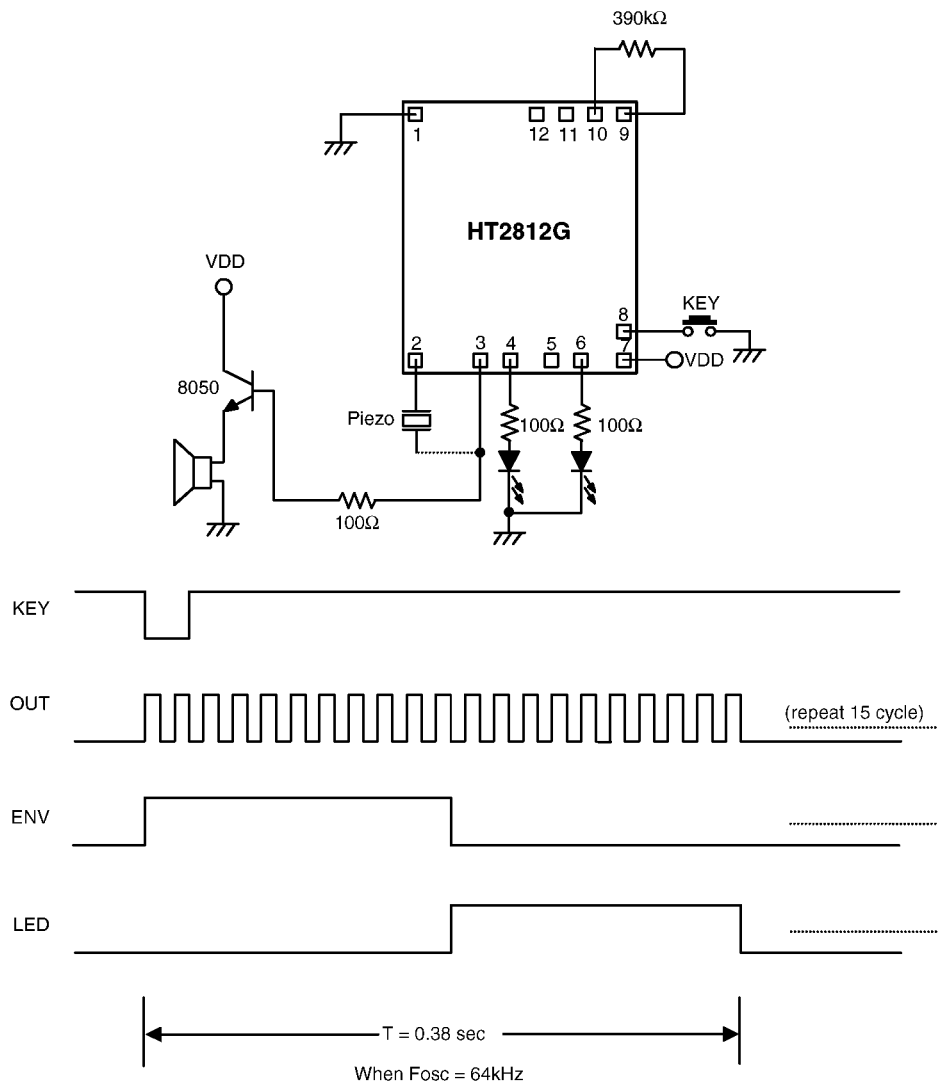 390kΩ
1
12 11 10 9
HT2812G
VDD
8 KEY
2 3 4 5 6 7 VDD
8050
Piezo 100Ω 100Ω
100Ω
KEY
OUT (repeat 15 cycle)
ENV
LED
T = 0.38 sec
When Fosc = 64kHz